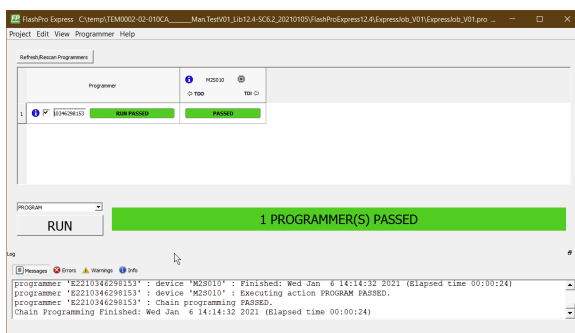 FlashPro Express C:\temp\TEM0002-02-010CA______Man.TestV01_Lib12.4-SC6.2_20210105\FlashProExpress12.4\ExpressJob_V01\ExpressJob_V01.pro ...
Project Edit View Programmer Help
Refresh/Rescan Programmers
Programmer
M2S010
TDO TDI
1 10346298153 RUN PASSED PASSED
PROGRAM
RUN
1 PROGRAMMER(S) PASSED
Log
Messages Errors Warnings Info
programmer 'E2210346298153' : device 'M2S010' : Finished: Wed Jan 6 14:14:32 2021 (Elapsed time 00:00:24)
programmer 'E2210346298153' : device 'M2S010' : Executing action PROGRAM PASSED.
programmer 'E2210346298153' : Chain programming PASSED.
Chain Programming Finished: Wed Jan 6 14:14:32 2021 (Elapsed time 00:00:24)